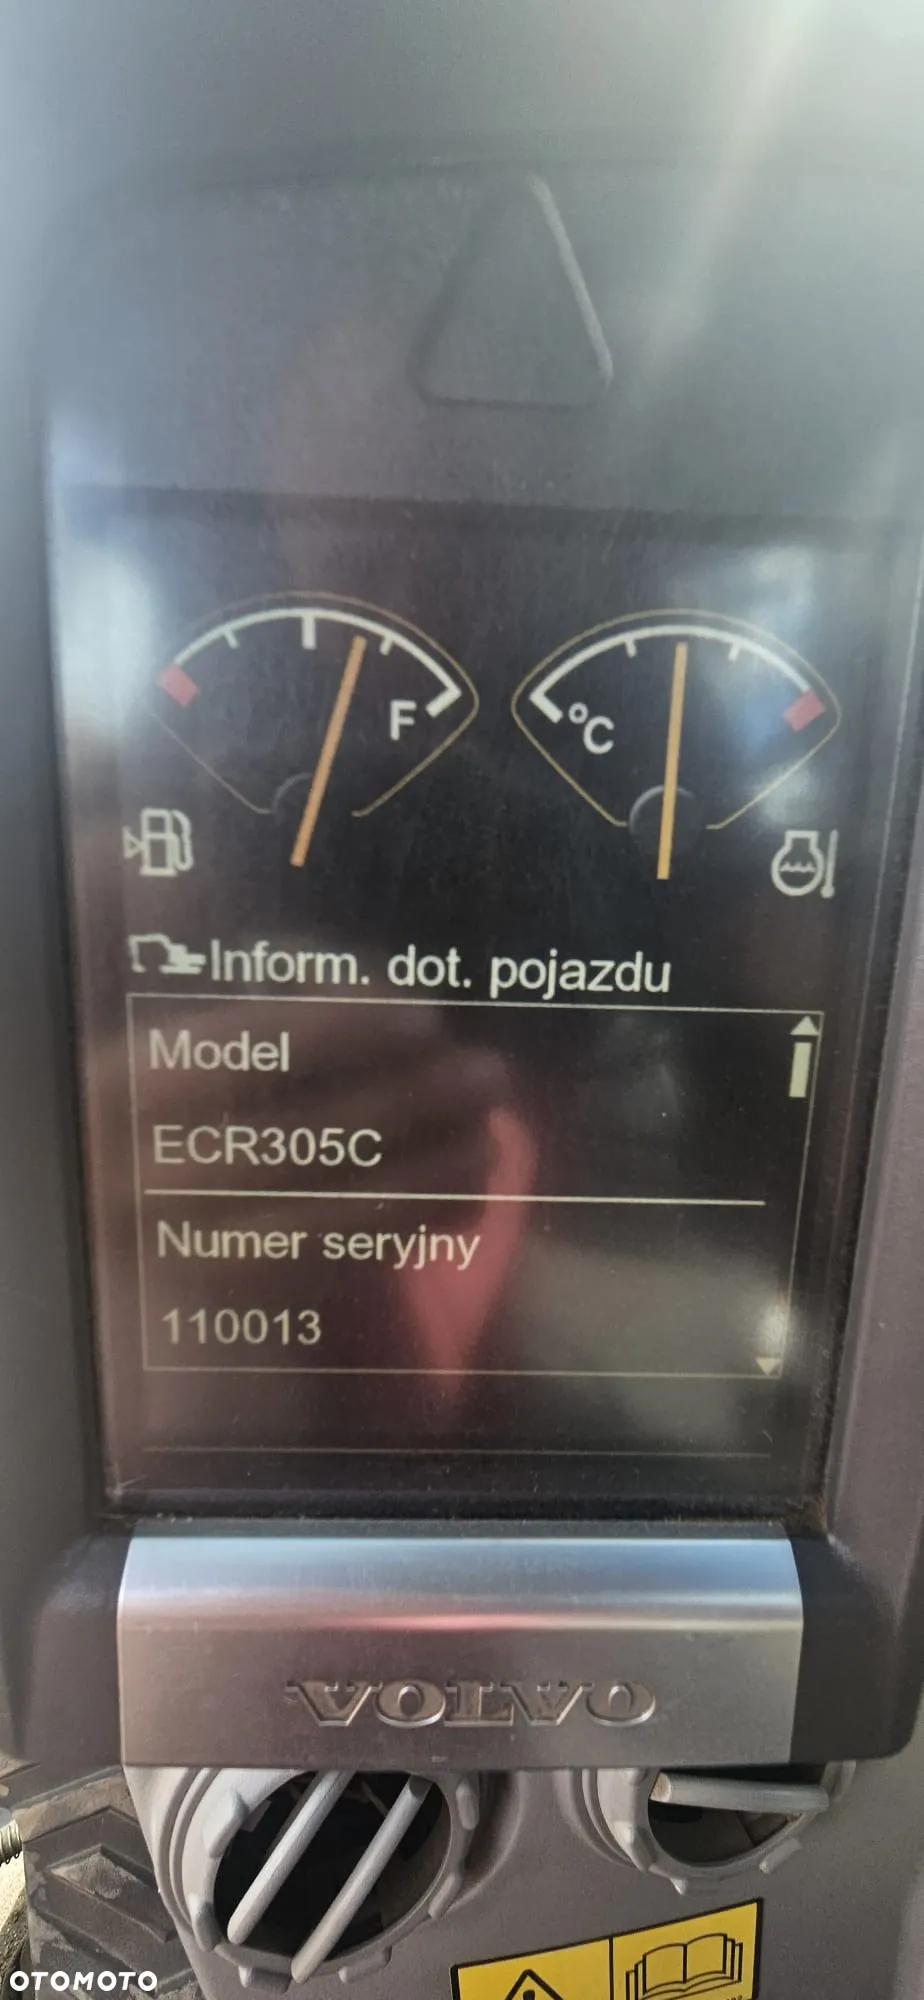 F
°C
Inform. dot. pojazdu
Model
ECR305C
Numer seryjny
110013
VOLVO
OTOMOTO